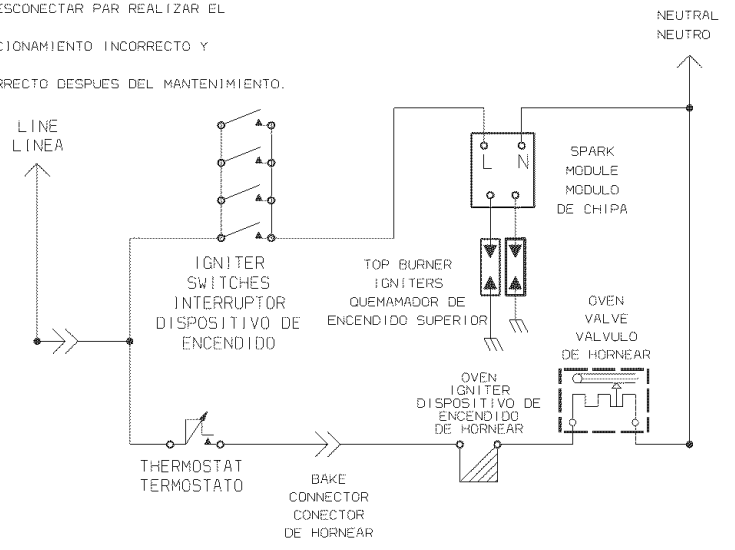 ESCONECTAR PAR REALIZAR EL
CIONAMIENTO INCORRECTO Y
RRECTO DESPUES DEL MANTENIMIENTO.
NEUTRAL
NEUTRO
LINE
LINEA
L N
SPARK
MODULE
MODULO
DE CHIPA
IGNITER
SWITCHES
INTERRUPTOR
DISPOSITIVO DE
ENCENDIDO
TOP BURNER
IGNITERS
QUEMAMADOR DE
ENCENDIDO SUPERIOR
OVEN
VALVE
VALVULO
DE HORNEAR
OVEN
IGNITER
DISPOSITIVO DE
ENCENDIDO
DE HORNEAR
THERMOSTAT
TERMOSTATO
BAKE
CONNECTOR
CONECTOR
DE HORNEAR